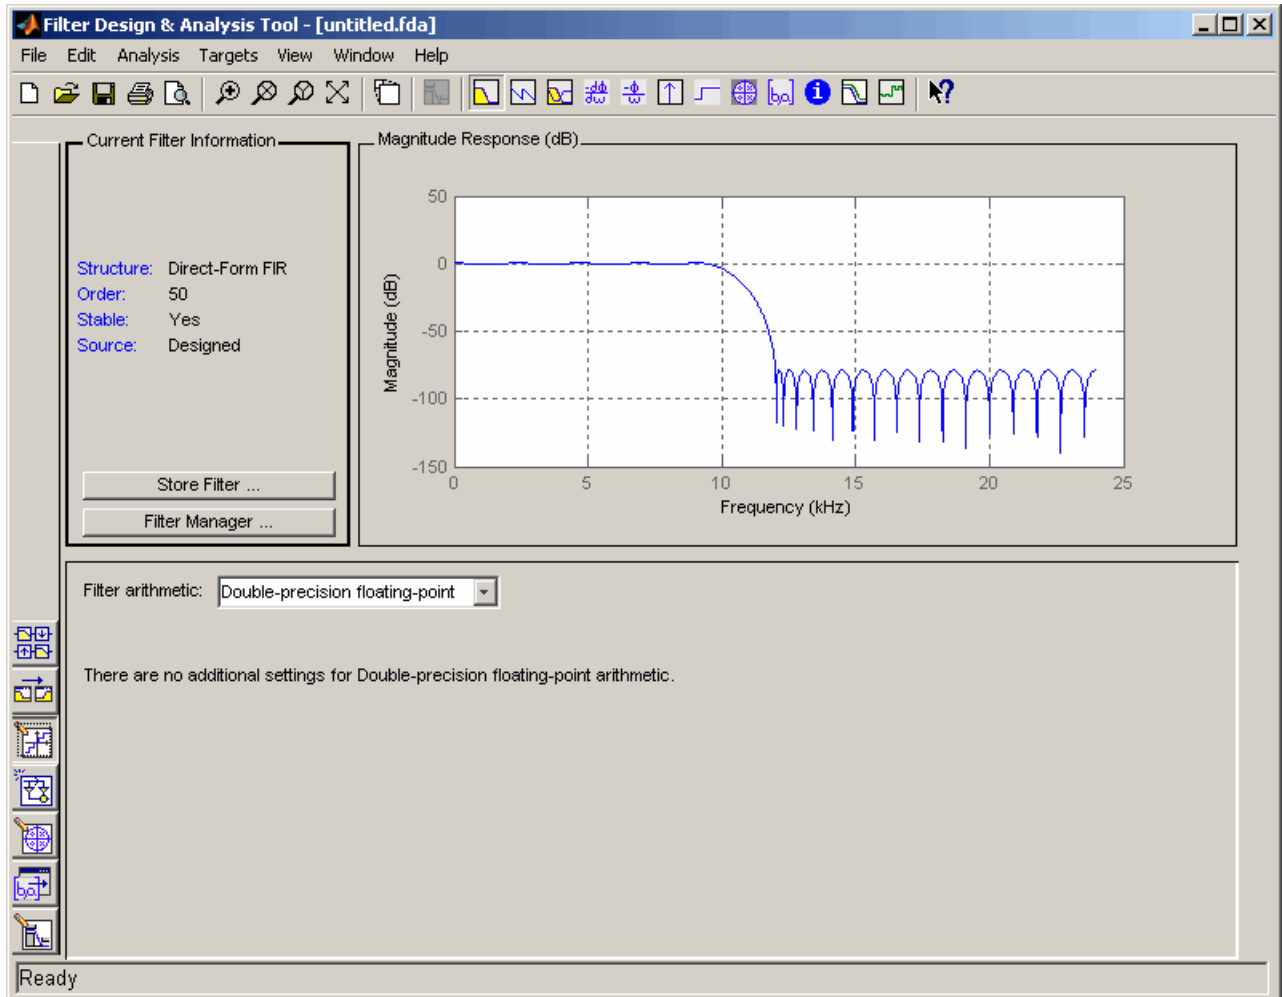 Filter Design & Analysis Tool - [untitled.fda]
File Edit Analysis Targets View Window Help
Current Filter Information
Structure: Direct-Form FIR
Order: 50
Stable: Yes
Source: Designed
Store Filter ...
Filter Manager ...
Magnitude Response (dB)
Magnitude (dB)
50
0
-50
-100
-150
0 5 10 15 20 25
Frequency (kHz)
Filter arithmetic: Double-precision floating-point
There are no additional settings for Double-precision floating-point arithmetic.
Ready